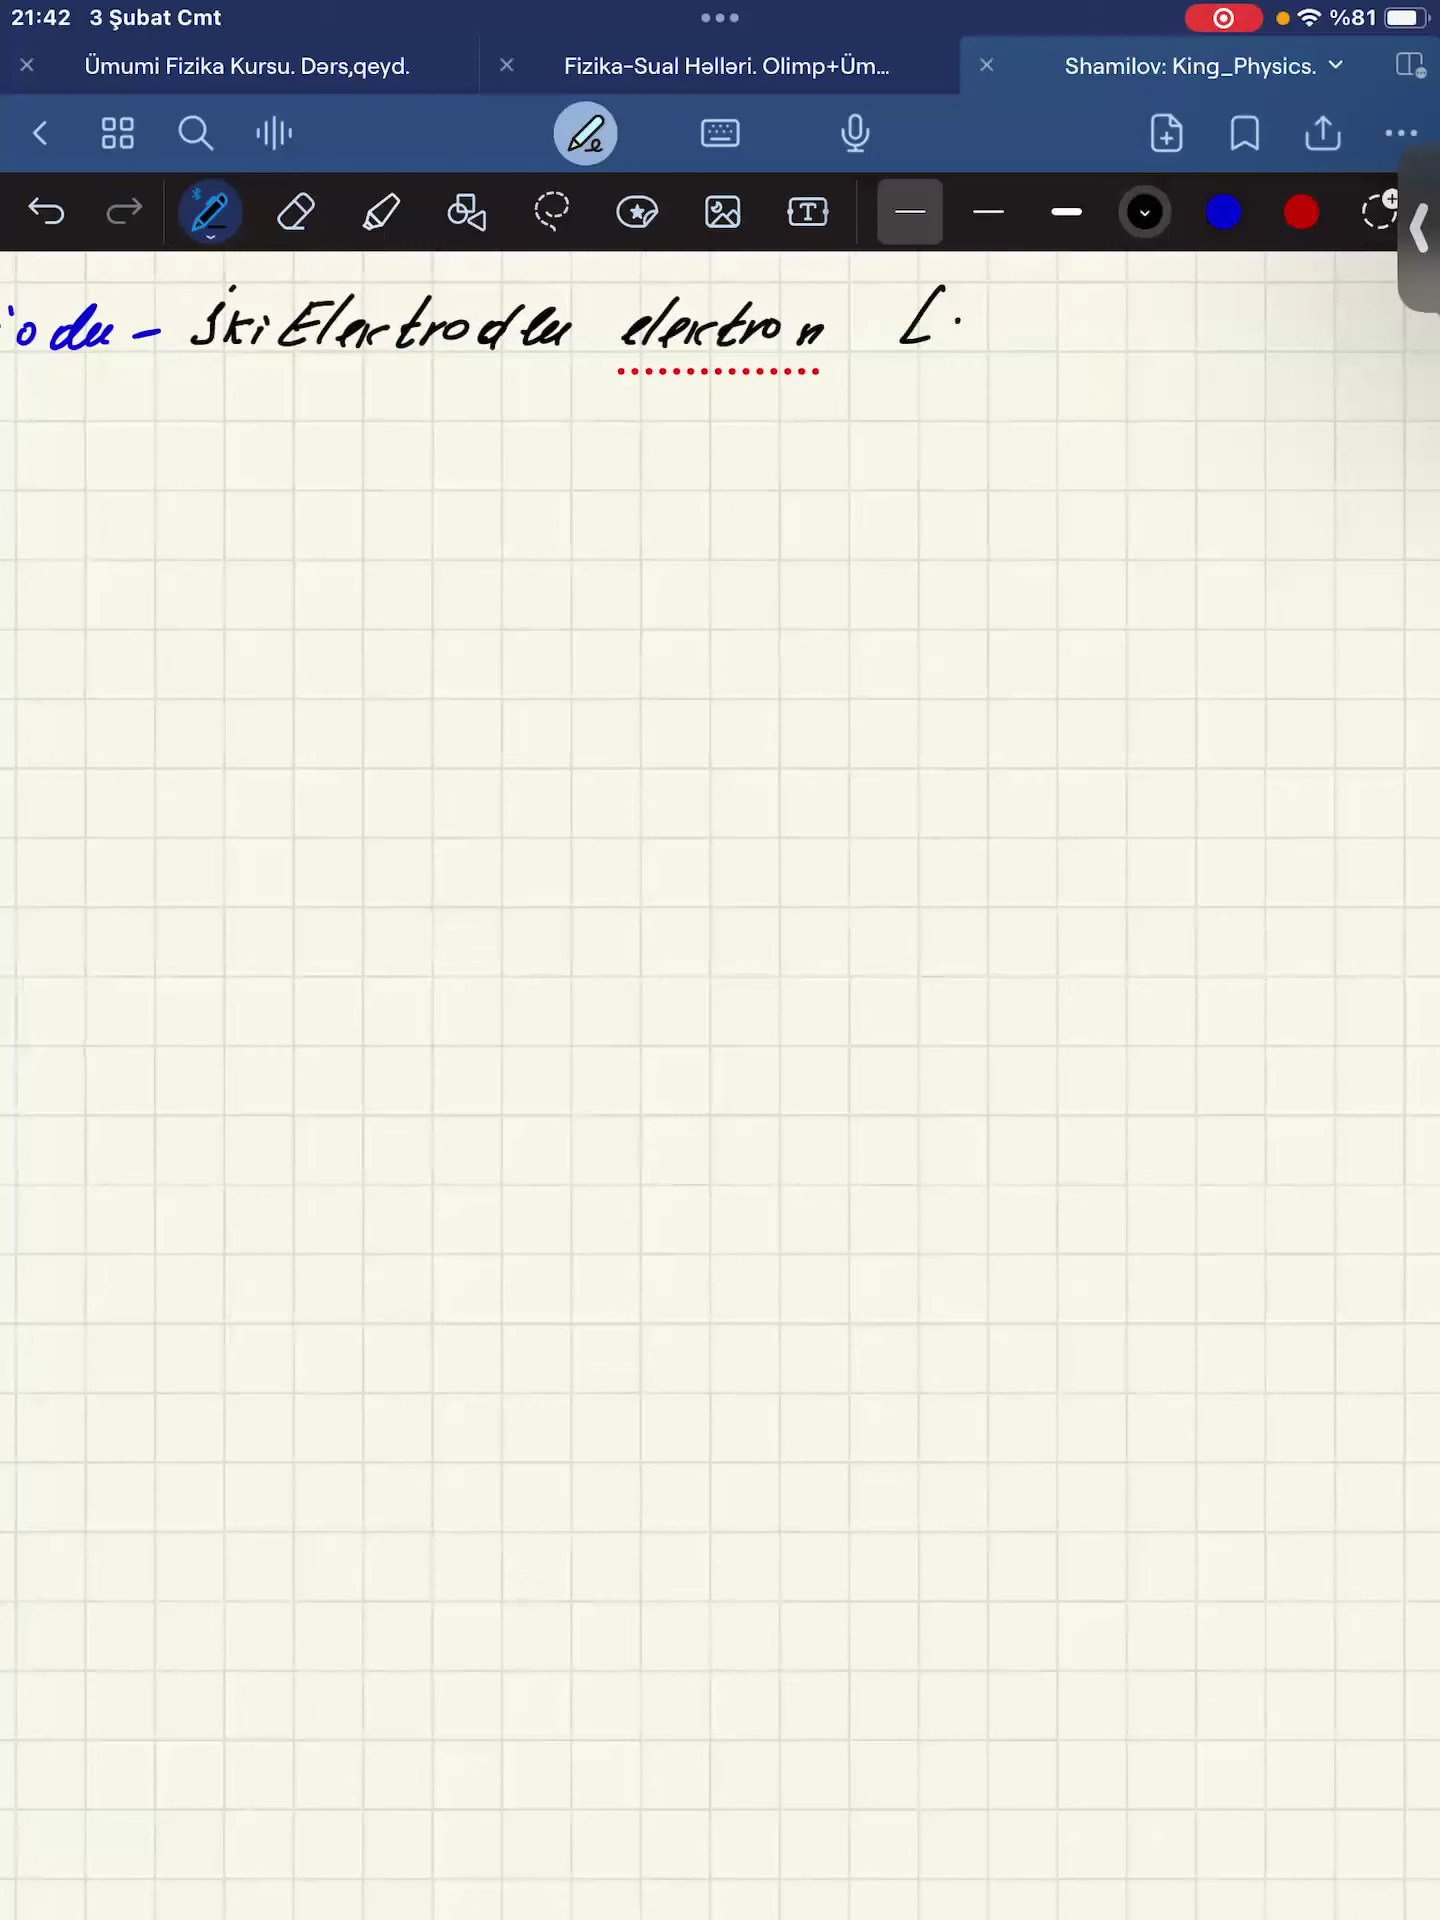 21:42 3 Şubat Cmt %81
Ümumi Fizika Kursu. Dərs,qeyd. Fizika-Sual Həlləri. Olimp+Üm... Shamilov: King_Physics.
T
iodu - İki Elektrodlu elektron L